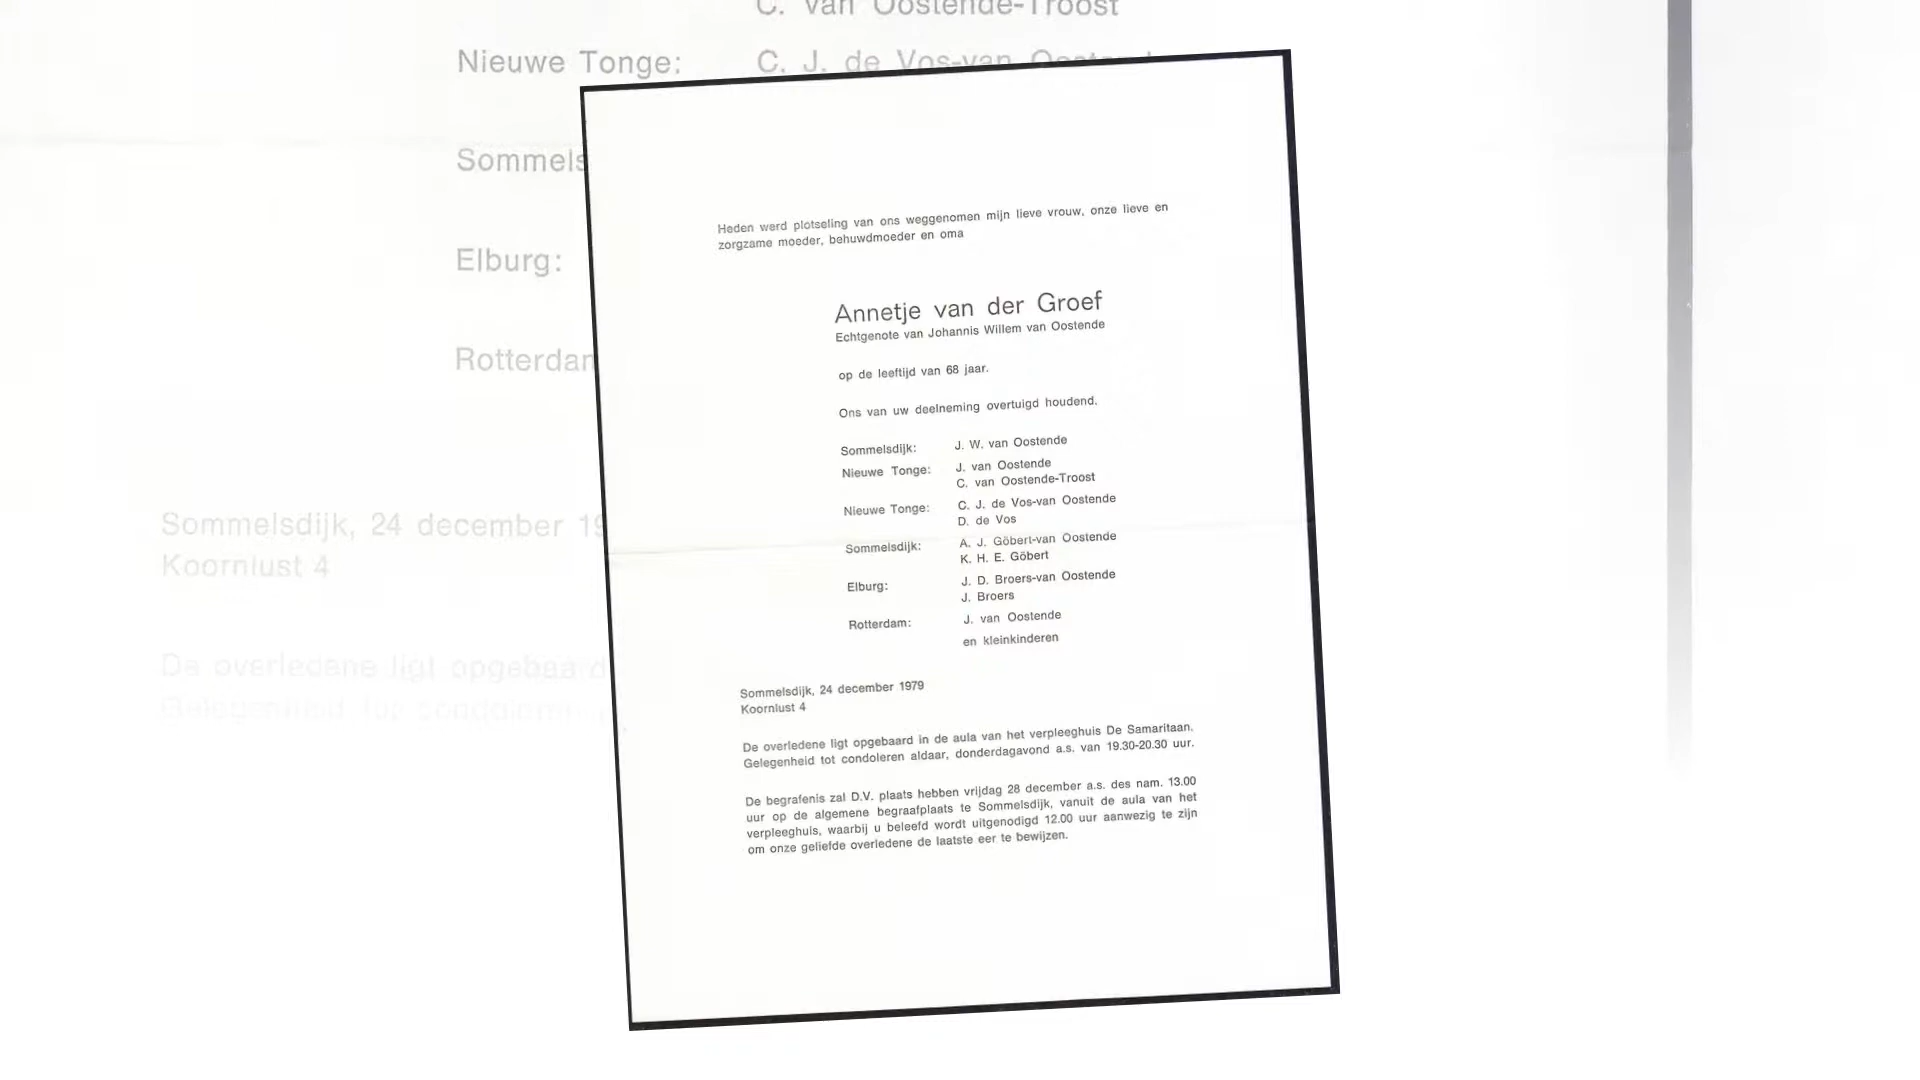 C. van Oostende-Troost
Nieuwe Tonge: C. J. de Vos-van
Elburg:
Sommelsdijk, 24 december
Koornlust 4
De overledene ligt
Heden werd plotseling van ons weggenomen mijn lieve vrouw, onze lieve en
zorgzame moeder, behuwdmoeder en oma
Annetje van der Groef
Echtgenote van Johannis Willem van Oostende
op de leeftijd van 68 jaar.
Ons van uw deelneming overtuigd houdend.
Sommelsdijk: J. W. van Oostende
Nieuwe Tonge: J. van Oostende
C. van Oostende-Troost
Nieuwe Tonge: C. J. de Vos-van Oostende
D. de Vos
Sommelsdijk: A. J. Göbert-van Oostende
K. H. E. Göbert
Elburg: J. D. Broers-van Oostende
J. Broers
Rotterdam: J. van Oostende
en kleinkinderen
Sommelsdijk, 24 december 1979
Koornlust 4
De overledene ligt opgebaard in de aula van het verpleeghuis De Samaritaan.
Gelegenheid tot condoleren aldaar, donderdagavond a.s. van 19.30-20.30 uur.
De begrafenis zal D.V. plaats hebben vrijdag 28 december a.s. des nam. 13.00
uur op de algemene begraafplaats te Sommelsdijk, vanuit de aula van het
verpleeghuis, waarbij u beleefd wordt uitgenodigd 12.00 uur aanwezig te zijn
om onze geliefde overledene de laatste eer te bewijzen.